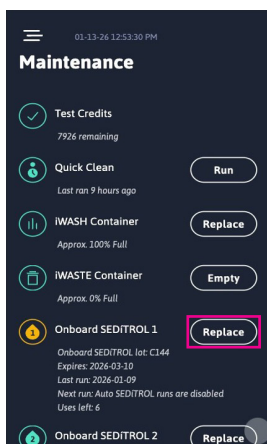 01-13-26 12:53:30 PM
Maintenance
Test Credits
7926 remaining
Quick Clean
Run
Last ran 9 hours ago
iWASH Container
Replace
Approx. 100% Full
iWASTE Container
Empty
Approx. 0% Full
1
Onboard SEDiTROL 1
Replace
Onboard SEDiTROL lot: C144
Expires: 2026-03-10
Last run: 2026-01-09
Next run: Auto SEDiTROL runs are disabled
Uses left: 6
2
Onboard SEDiTROL 2
Replace